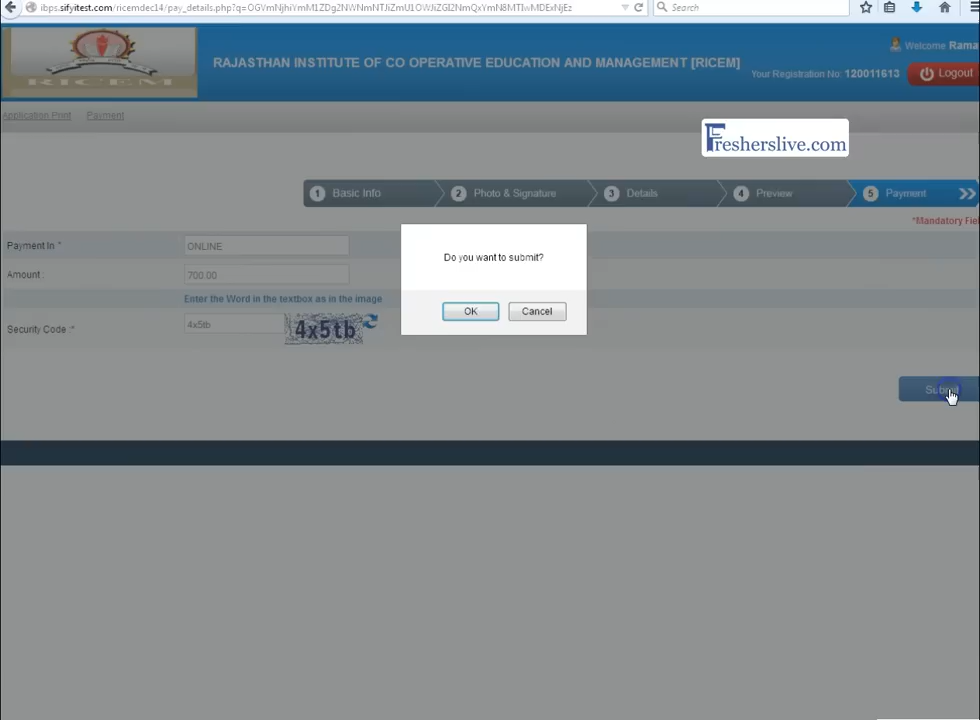 ibps.sifyitest.com/ricemdec14/pay_details.php?q=OGVmNjhiYmM1ZDg2NWNmNTJiZmU1OWJiZGI2NmQxYmN8MTIwMDExNjEz
Search
RICEM
RAJASTHAN INSTITUTE OF CO OPERATIVE EDUCATION AND MANAGEMENT [RICEM]
Welcome Rama
Your Registration No: 120011613
Logout
Application Print Payment
Fresherslive.com
1 Basic Info 2 Photo & Signature 3 Details 4 Preview 5 Payment
*Mandatory Fiel
Payment In * ONLINE
Amount : 700.00
Enter the Word in the textbox as in the image
Security Code :* 4x5tb 4x5tb
Do you want to submit?
OK Cancel
Submit